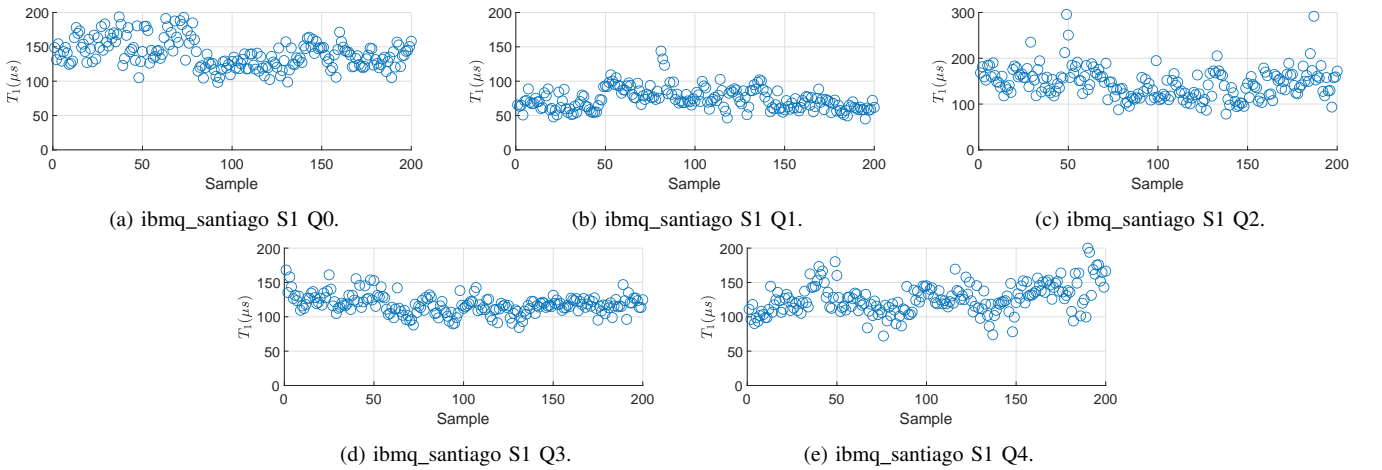 200
150
100
50
0
T₁(μs)
0 50 100 150 200
Sample
(a) ibmq_santiago S1 Q0.
200
150
100
50
0
T₁(μs)
0 50 100 150 200
Sample
(b) ibmq_santiago S1 Q1.
300
200
100
0
T₁(μs)
0 50 100 150 200
Sample
(c) ibmq_santiago S1 Q2.
200
150
100
50
0
T₁(μs)
0 50 100 150 200
Sample
(d) ibmq_santiago S1 Q3.
200
150
100
50
0
T₁(μs)
0 50 100 150 200
Sample
(e) ibmq_santiago S1 Q4.